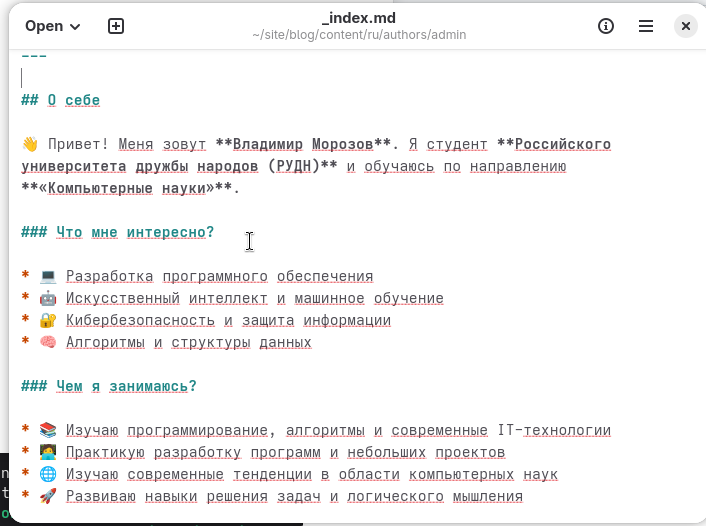 Open
_index.md
~/site/blog/content/ru/authors/admin
---
## О себе
👋 Привет! Меня зовут **Владимир Морозов**. Я студент **Российского
университета дружбы народов (РУДН)** и обучаюсь по направлению
**«Компьютерные науки»**.
### Что мне интересно?
* 💻 Разработка программного обеспечения
* 🤖 Искусственный интеллект и машинное обучение
* 🔐 Кибербезопасность и защита информации
* 🧠 Алгоритмы и структуры данных
### Чем я занимаюсь?
* 📚 Изучаю программирование, алгоритмы и современные IT-технологии
* 🧑‍💻 Практикую разработку программ и небольших проектов
* 🌐 Изучаю современные тенденции в области компьютерных наук
* 🚀 Развиваю навыки решения задач и логического мышления